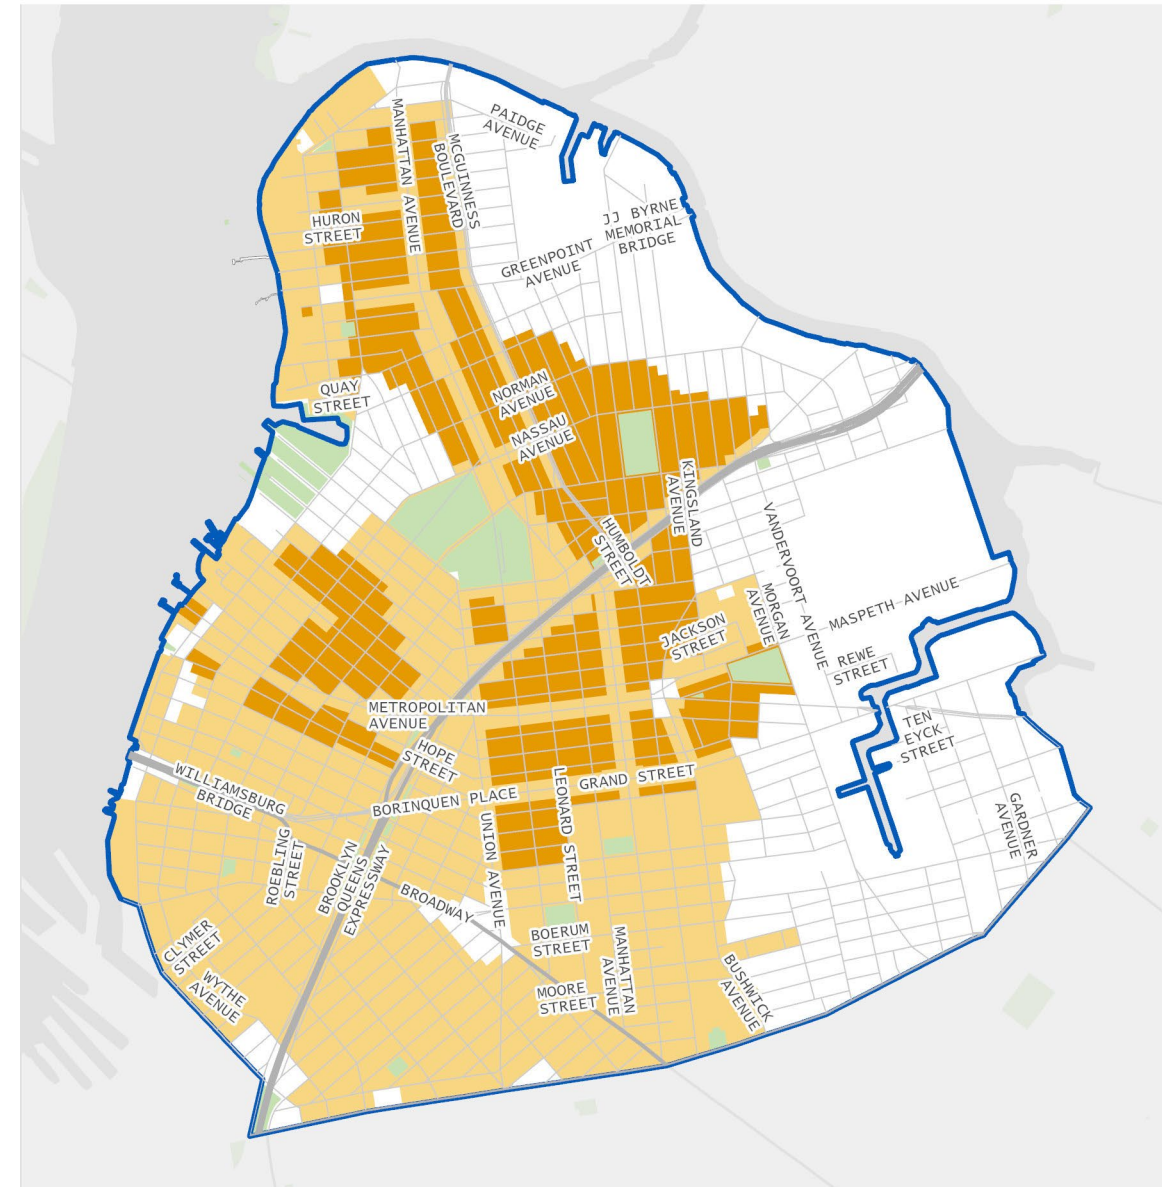 PAIDGE
AVENUE
MANHATTAN AVENUE
MCGUINNESS
BOULEVARD
JJ BYRNE
MEMORIAL
BRIDGE
HURON
STREET
GREENPOINT
AVENUE
QUAY
STREET
NORMAN
AVENUE
NASSAU
AVENUE
KINGSLAND
AVENUE
HUMBOLDT
STREET
VANDERVOORT AVENUE
MORGAN
AVENUE
MASPETH AVENUE
JACKSON
STREET
REWE
STREET
METROPOLITAN
AVENUE
TEN
EYCK
STREET
HOPE
STREET
WILLIAMSBURG
BRIDGE
GRAND STREET
LEONARD STREET
BORINQUEN PLACE
GARDNER
AVENUE
UNION AVENUE
ROEBLING
STREET
BROOKLYN
QUEENS
EXPRESSWAY
BROADWAY
CLYMER
STREET
BOERUM
STREET
MANHATTAN
AVENUE
WYTHE
AVENUE
MOORE
STREET
BUSHWICK
AVENUE